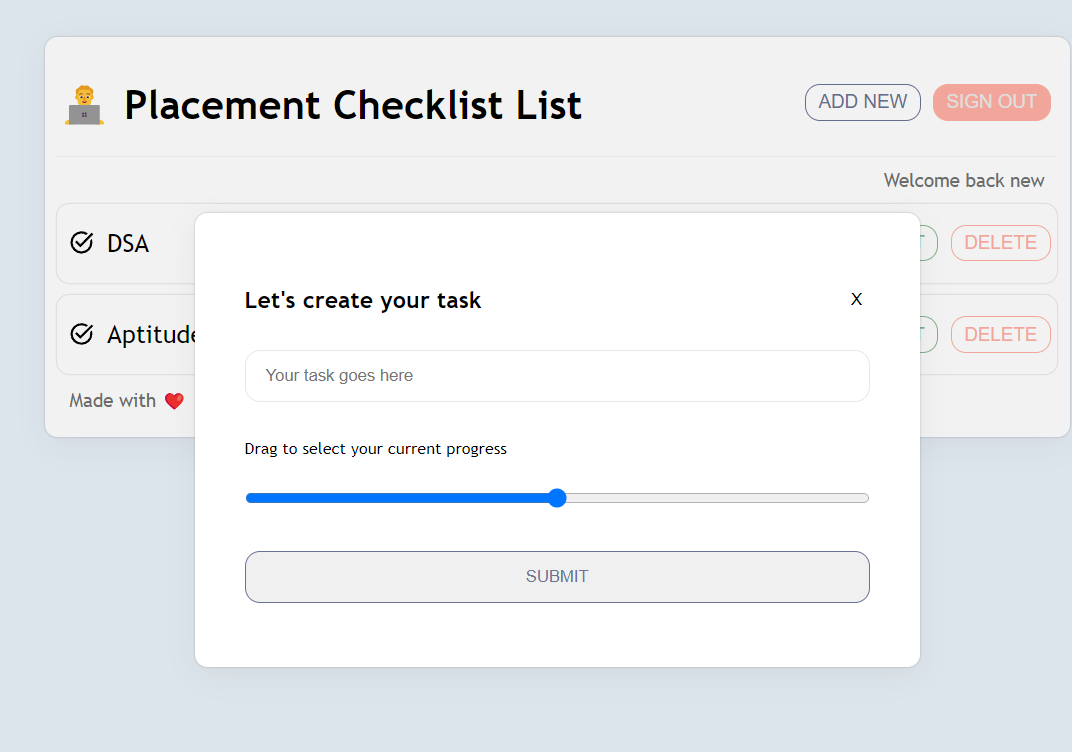 Placement Checklist List
ADD NEW
SIGN OUT
Welcome back new
DSA
DELETE
Aptitude
DELETE
Made with
Let's create your task
X
Your task goes here
Drag to select your current progress
SUBMIT